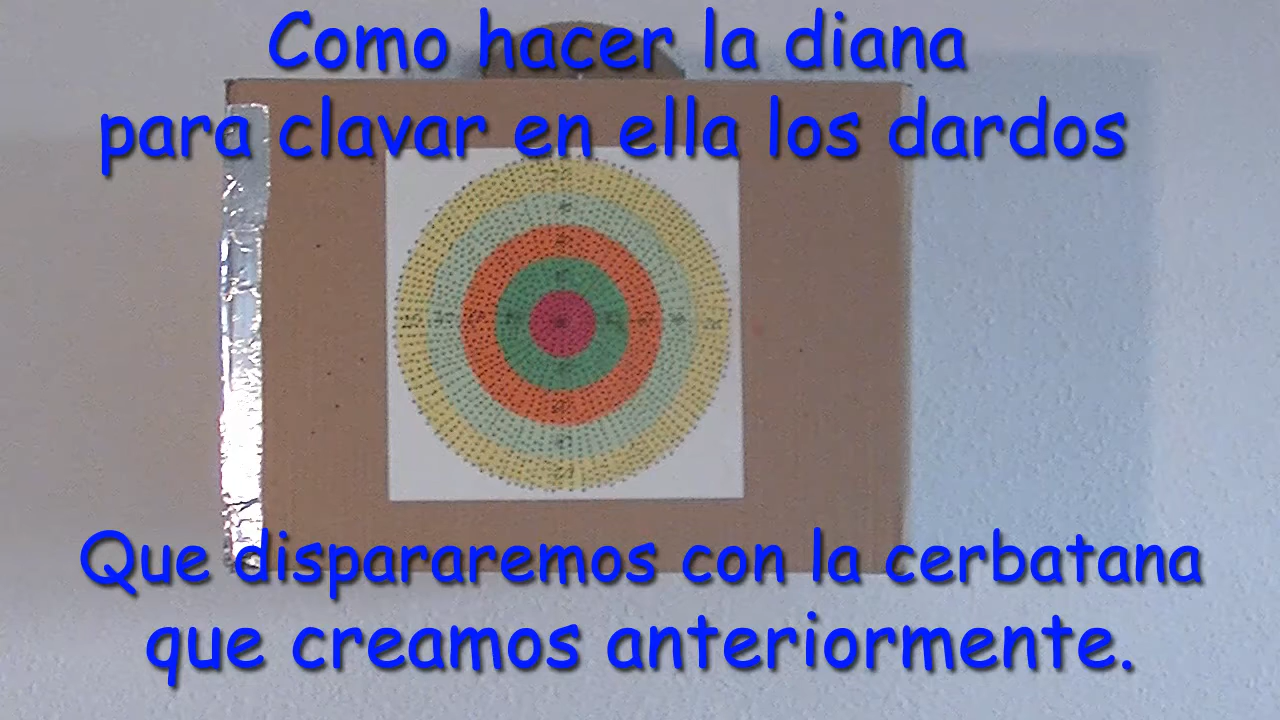 Como hacer la diana
para clavar en ella los dardos
Que dispararemos con la cerbatana
que creamos anteriormente.